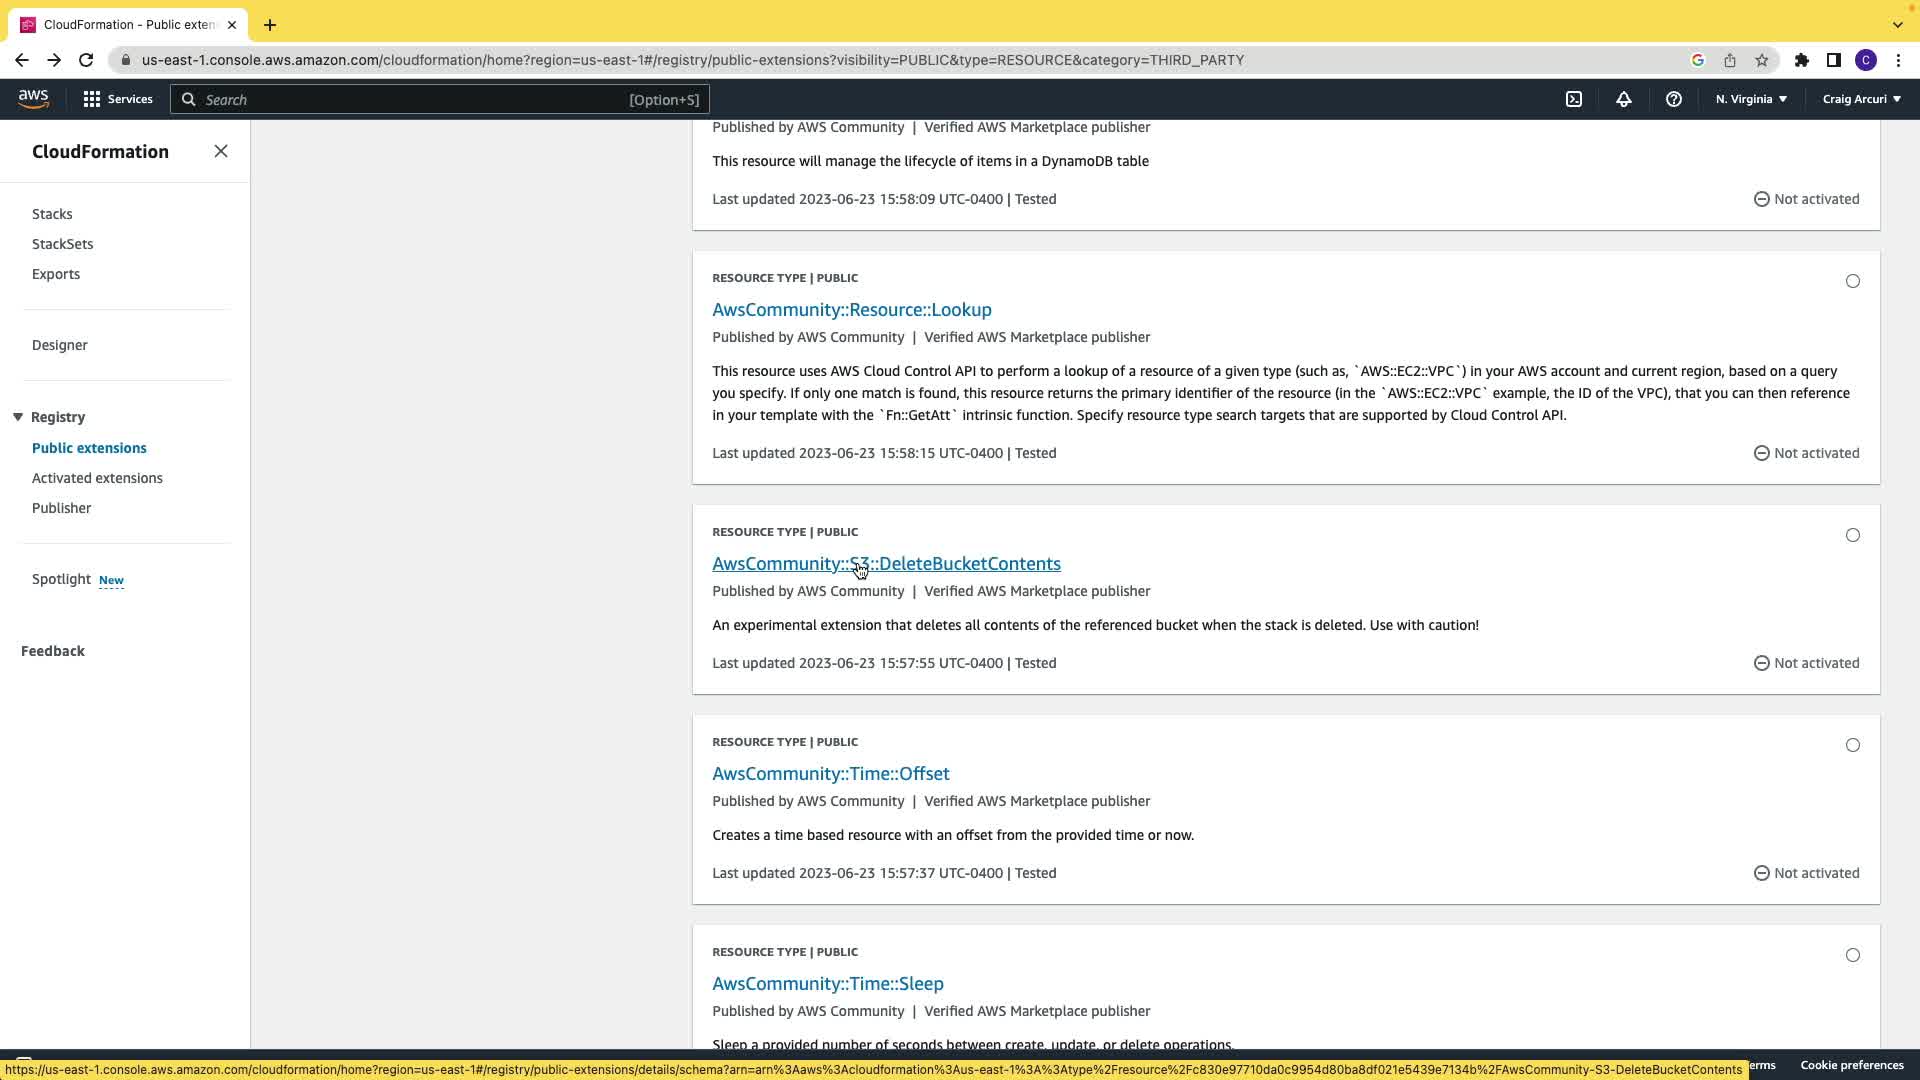 CloudFormation - Public exten
us-east-1.console.aws.amazon.com/cloudformation/home?region=us-east-1#/registry/public-extensions?visibility=PUBLIC&type=RESOURCE&category=THIRD_PARTY
C
aws
Services
Search
[Option+S]
N. Virginia
Craig Arcuri
CloudFormation
Stacks
StackSets
Exports
Designer
Registry
Public extensions
Activated extensions
Publisher
Spotlight New
Feedback
Published by AWS Community | Verified AWS Marketplace publisher
This resource will manage the lifecycle of items in a DynamoDB table
Last updated 2023-06-23 15:58:09 UTC-0400 | Tested
Not activated
RESOURCE TYPE | PUBLIC
AwsCommunity::Resource::Lookup
Published by AWS Community | Verified AWS Marketplace publisher
This resource uses AWS Cloud Control API to perform a lookup of a resource of a given type (such as, `AWS::EC2::VPC`) in your AWS account and current region, based on a query
you specify. If only one match is found, this resource returns the primary identifier of the resource (in the `AWS::EC2::VPC` example, the ID of the VPC), that you can then reference
in your template with the `Fn::GetAtt` intrinsic function. Specify resource type search targets that are supported by Cloud Control API.
Last updated 2023-06-23 15:58:15 UTC-0400 | Tested
Not activated
RESOURCE TYPE | PUBLIC
AwsCommunity::S3::DeleteBucketContents
Published by AWS Community | Verified AWS Marketplace publisher
An experimental extension that deletes all contents of the referenced bucket when the stack is deleted. Use with caution!
Last updated 2023-06-23 15:57:55 UTC-0400 | Tested
Not activated
RESOURCE TYPE | PUBLIC
AwsCommunity::Time::Offset
Published by AWS Community | Verified AWS Marketplace publisher
Creates a time based resource with an offset from the provided time or now.
Last updated 2023-06-23 15:57:37 UTC-0400 | Tested
Not activated
RESOURCE TYPE | PUBLIC
AwsCommunity::Time::Sleep
Published by AWS Community | Verified AWS Marketplace publisher
Sleep a provided number of seconds between create, update, or delete operations.
https://us-east-1.console.aws.amazon.com/cloudformation/home?region=us-east-1#/registry/public-extensions/details/schema?arn=arn%3Aaws%3Acloudformation%3Aus-east-1%3A%3Atype%2Fresource%2Fc830e97710da0c9954d80ba8df021e5439e7134b%2FAwsCommunity-S3-DeleteBucketContents
erms
Cookie preferences